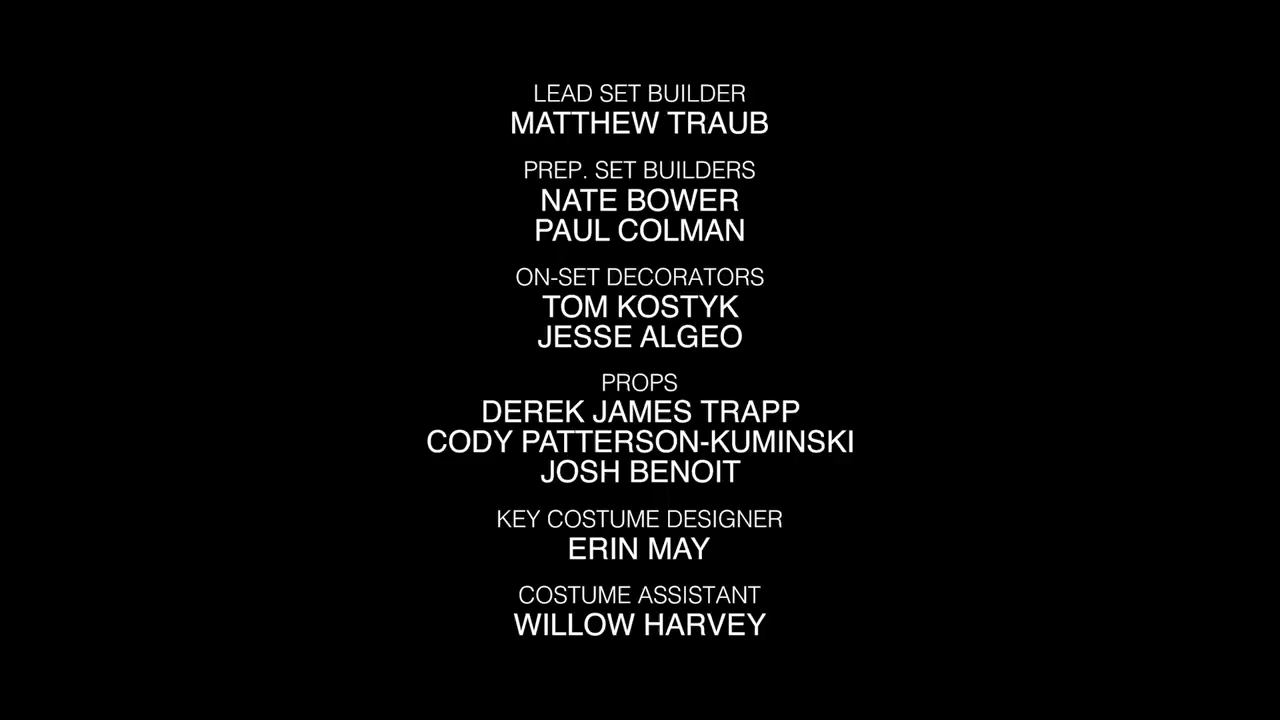 LEAD SET BUILDER
MATTHEW TRAUB
PREP. SET BUILDERS
NATE BOWER
PAUL COLMAN
ON-SET DECORATORS
TOM KOSTYK
JESSE ALGEO
PROPS
DEREK JAMES TRAPP
CODY PATTERSON-KUMINSKI
JOSH BENOIT
KEY COSTUME DESIGNER
ERIN MAY
COSTUME ASSISTANT
WILLOW HARVEY